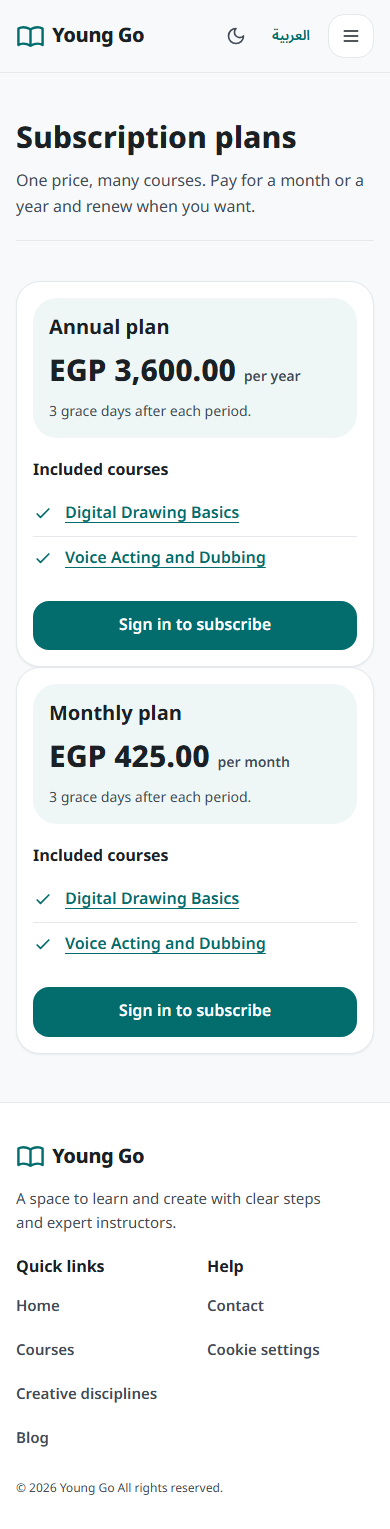 Young Go
العربية
Subscription plans
One price, many courses. Pay for a month or a
year and renew when you want.
Annual plan
EGP 3,600.00 per year
3 grace days after each period.
Included courses
Digital Drawing Basics
Voice Acting and Dubbing
Sign in to subscribe
Monthly plan
EGP 425.00 per month
3 grace days after each period.
Included courses
Digital Drawing Basics
Voice Acting and Dubbing
Sign in to subscribe
Young Go
A space to learn and create with clear steps
and expert instructors.
Quick links
Home
Courses
Creative disciplines
Blog
Help
Contact
Cookie settings
© 2026 Young Go All rights reserved.